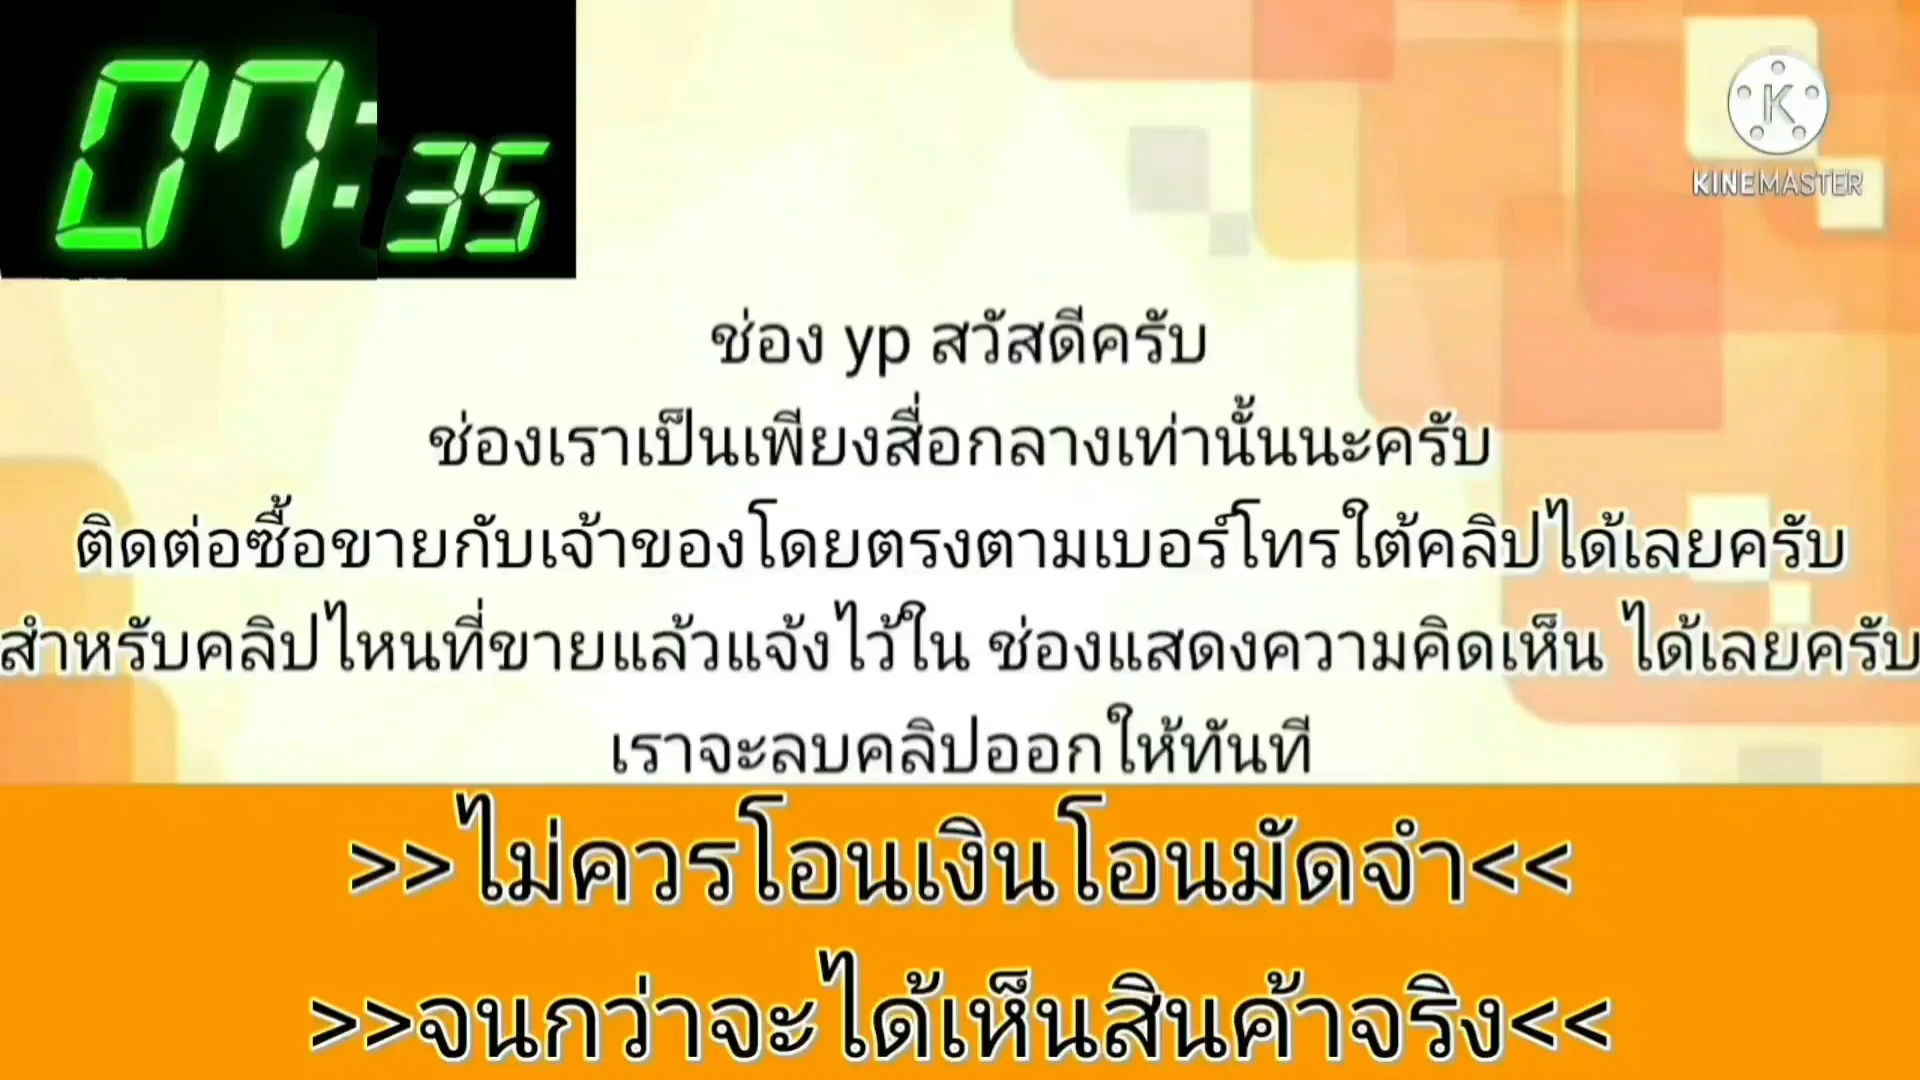 07:35
KINEMASTER
ช่อง yp สวัสดีครับ
ช่องเราเป็นเพียงสื่อกลางเท่านั้นนะครับ
ติดต่อซื้อขายกับเจ้าของโดยตรงตามเบอร์โทรใต้คลิปได้เลยครับ
สำหรับคลิปไหนที่ขายแล้วแจ้งไว้ใน ช่องแสดงความคิดเห็น ได้เลยครับ
เราจะลบคลิปออกให้ทันที
>>ไม่ควรโอนเงินโอนมัดจำ<<
>>จนกว่าจะได้เห็นสินค้าจริง<<